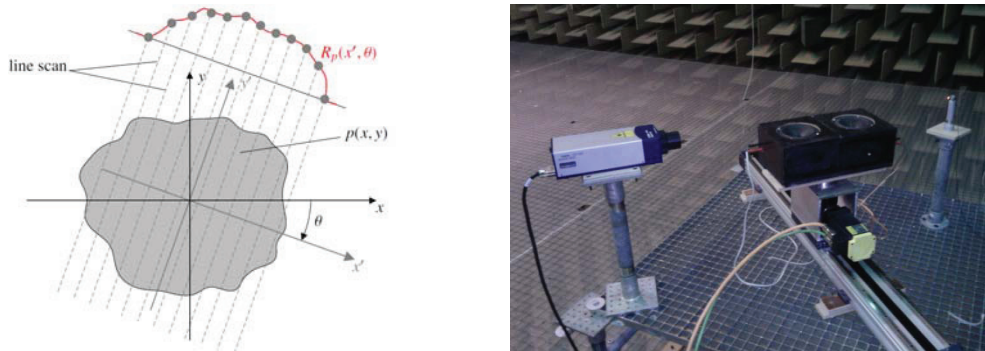 R_p(x′, θ)
line scan
y
y′
p(x, y)
x
θ
x′